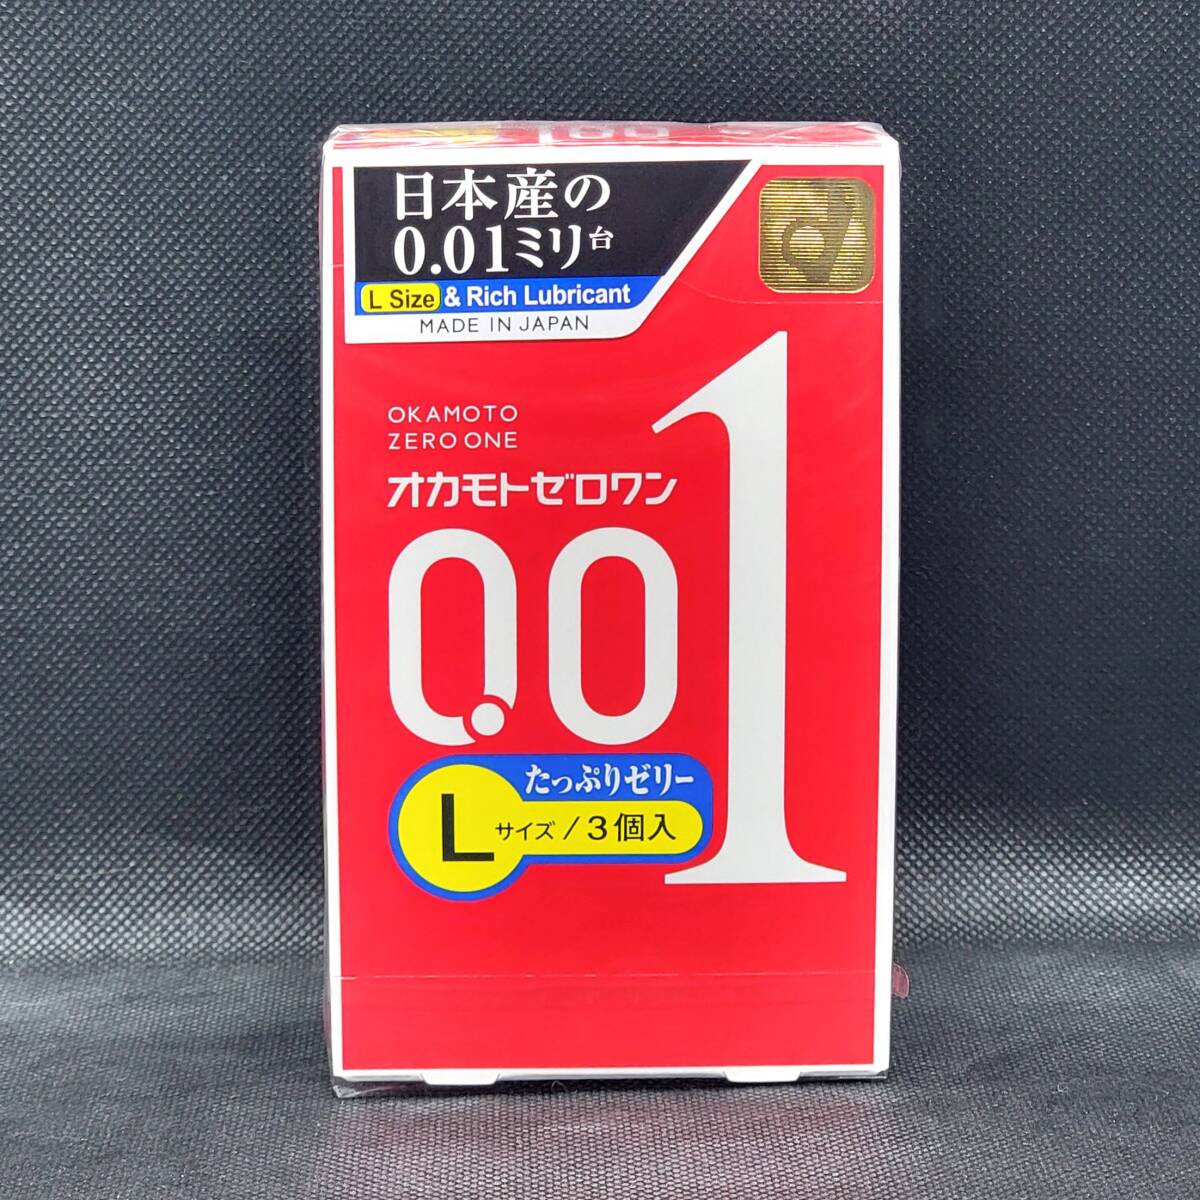 100
日本産の
0.01ミリ台
L Size & Rich Lubricant
MADE IN JAPAN
OKAMOTO
ZERO ONE
オカモトゼロワン
0.01
たっぷりゼリー
L サイズ/3個入